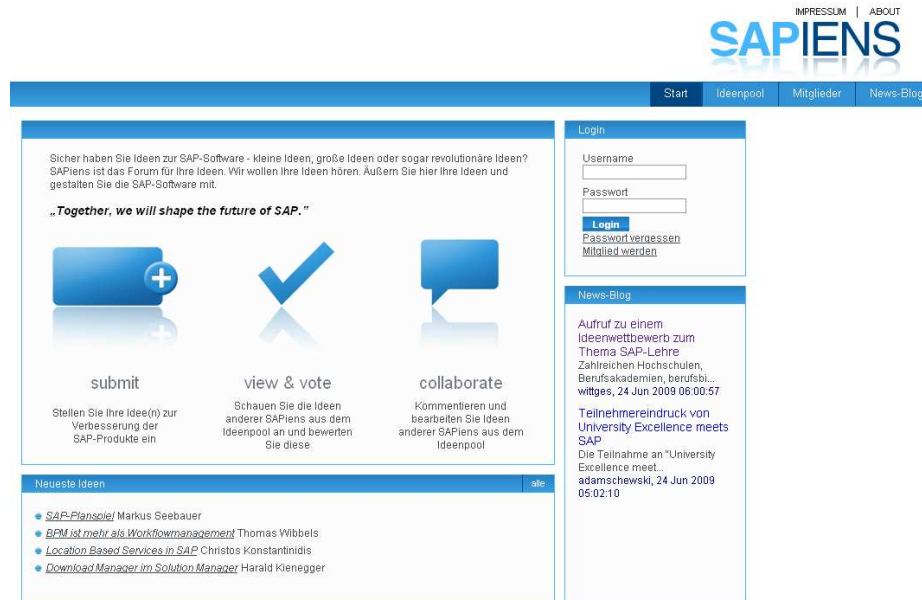 IMPRESSUM | ABOUT
SAPIENS
Start Ideenpool Mitglieder News-Blog
Sicher haben Sie Ideen zur SAP-Software - kleine Ideen, große Ideen oder sogar revolutionäre Ideen?
SAPiens ist das Forum für Ihre Ideen. Wir wollen Ihre Ideen hören. Äußern Sie hier Ihre Ideen und
gestalten Sie die SAP-Software mit.
„Together, we will shape the future of SAP.”
submit
Stellen Sie Ihre Idee(n) zur
Verbesserung der
SAP-Produkte ein
view & vote
Schauen Sie die Ideen
anderer SAPiens aus dem
Ideenpool an und bewerten
Sie diese
collaborate
Kommentieren und
bearbeiten Sie Ideen
anderer SAPiens aus dem
Ideenpool
Neueste Ideen alle
SAP-Planspiel Markus Seebauer
BPM ist mehr als Workflowmanagement Thomas Wibbels
Location Based Services in SAP Christos Konstantinidis
Download Manager im Solution Manager Harald Kienegger
Login
Username
Passwort
Login
Passwort vergessen
Mitglied werden
News-Blog
Aufruf zu einem
Ideenwettbewerb zum
Thema SAP-Lehre
Zahlreichen Hochschulen,
Berufsakademien, berufsbi...
wittges, 24 Jun 2009 06:00:57
Teilnehmereindruck von
University Excellence meets
SAP
Die Teilnahme an "University
Excellence meet...
adamschewski, 24 Jun 2009
05:02:10